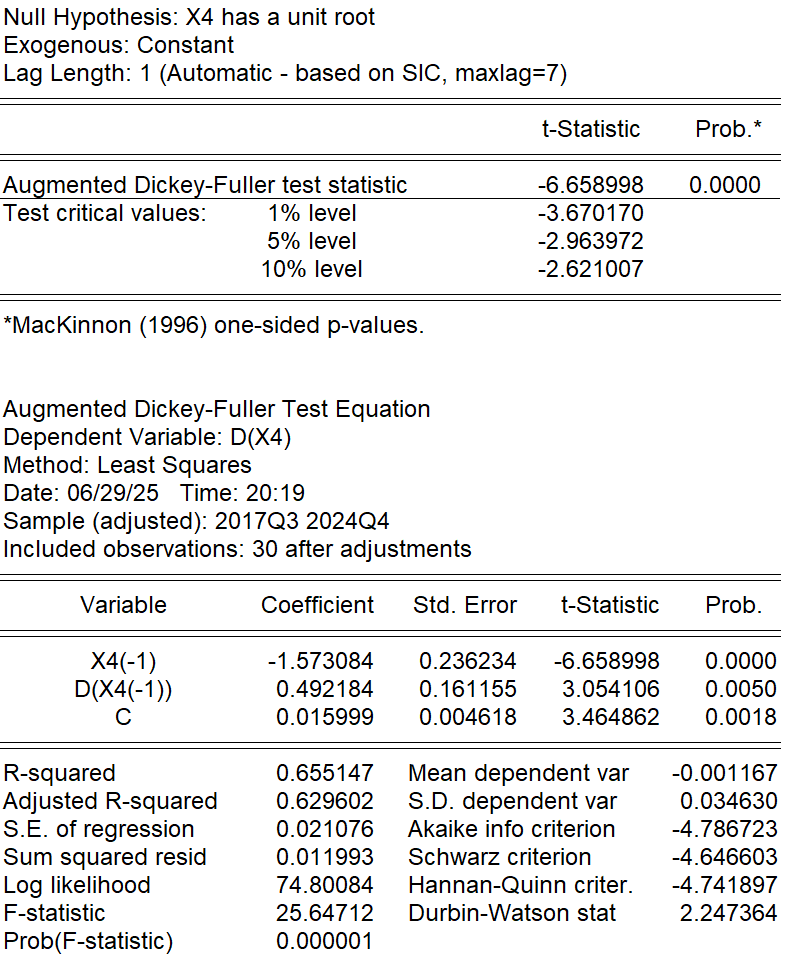 Null Hypothesis: X4 has a unit root
Exogenous: Constant
Lag Length: 1 (Automatic - based on SIC, maxlag=7)
t-Statistic Prob.*
Augmented Dickey-Fuller test statistic -6.658998 0.0000
Test critical values: 1% level -3.670170
5% level -2.963972
10% level -2.621007
*MacKinnon (1996) one-sided p-values.
Augmented Dickey-Fuller Test Equation
Dependent Variable: D(X4)
Method: Least Squares
Date: 06/29/25 Time: 20:19
Sample (adjusted): 2017Q3 2024Q4
Included observations: 30 after adjustments
Variable Coefficient Std. Error t-Statistic Prob.
X4(-1) -1.573084 0.236234 -6.658998 0.0000
D(X4(-1)) 0.492184 0.161155 3.054106 0.0050
C 0.015999 0.004618 3.464862 0.0018
R-squared 0.655147 Mean dependent var -0.001167
Adjusted R-squared 0.629602 S.D. dependent var 0.034630
S.E. of regression 0.021076 Akaike info criterion -4.786723
Sum squared resid 0.011993 Schwarz criterion -4.646603
Log likelihood 74.80084 Hannan-Quinn criter. -4.741897
F-statistic 25.64712 Durbin-Watson stat 2.247364
Prob(F-statistic) 0.000001